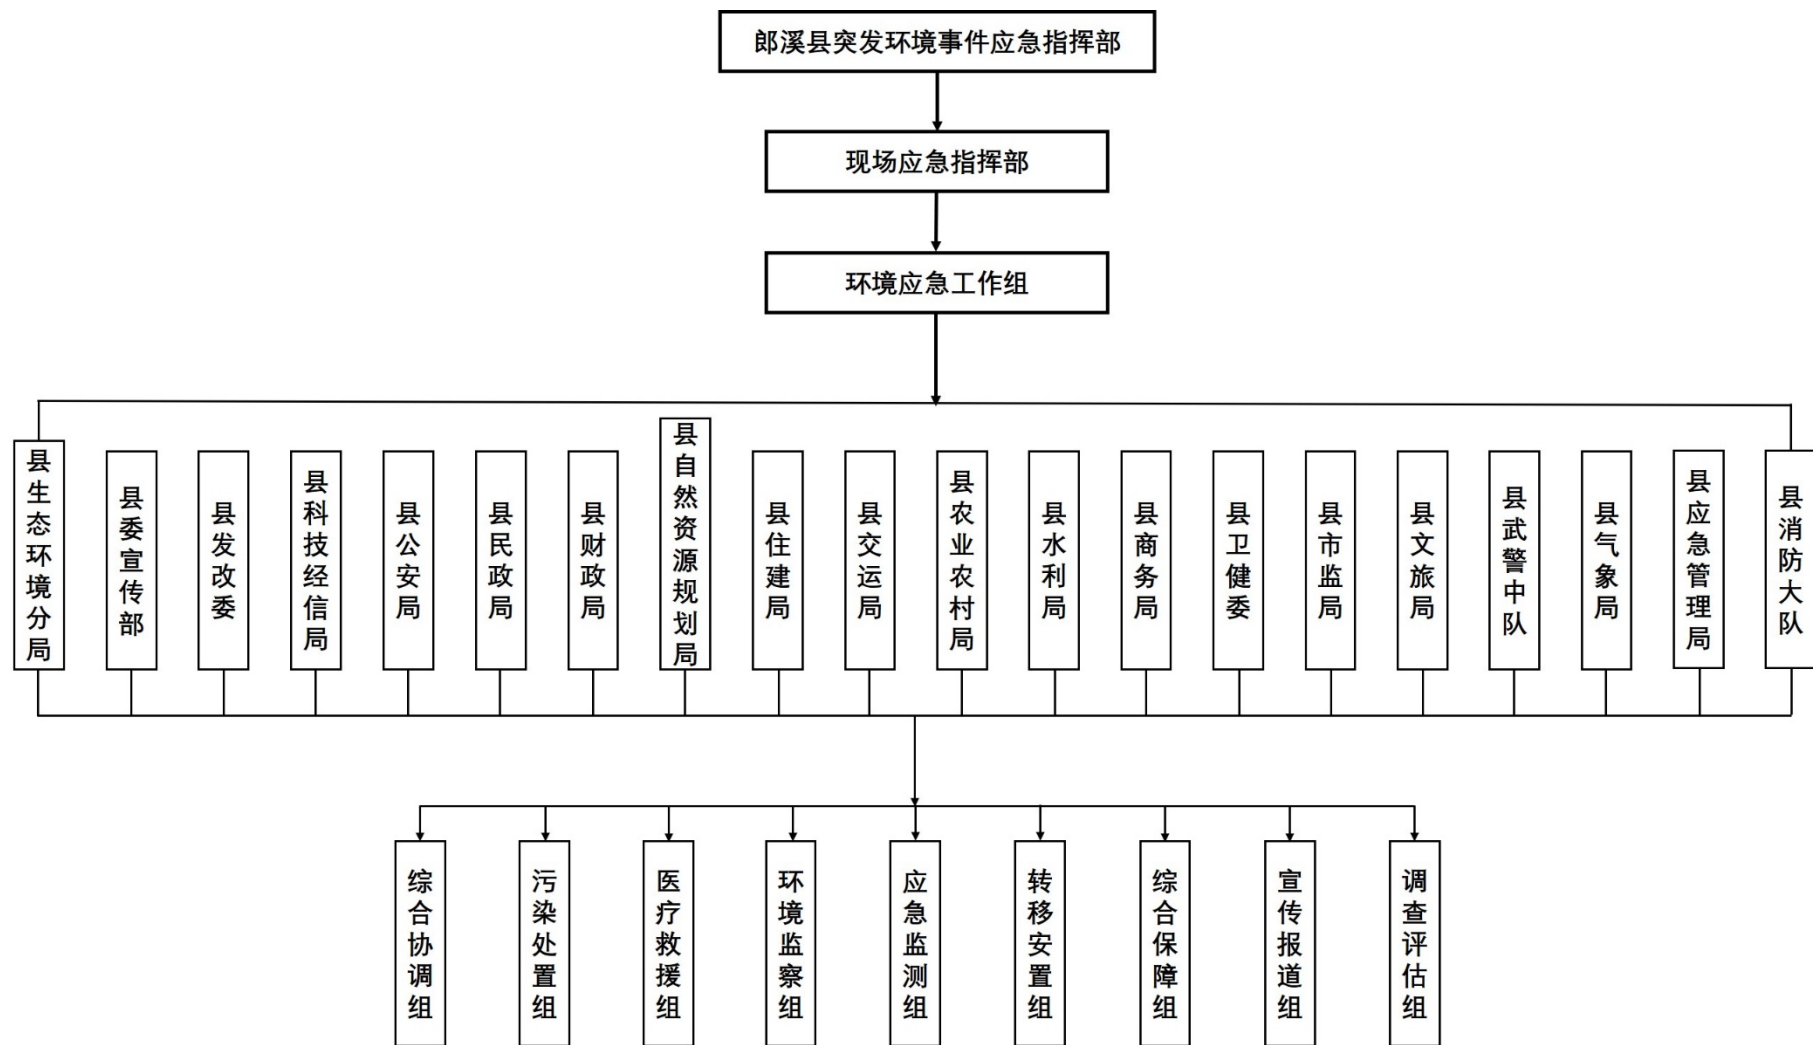 郎溪县突发环境事件应急指挥部
现场应急指挥部
环境应急工作组
县生态环境分局
县委宣传部
县发改委
县科技经信局
县公安局
县民政局
县财政局
县自然资源规划局
县住建局
县交运局
县农业农村局
县水利局
县商务局
县卫健委
县市监局
县文旅局
县武警中队
县气象局
县应急管理局
县消防大队
综合协调组
污染处置组
医疗救援组
环境监察组
应急监测组
转移安置组
综合保障组
宣传报道组
调查评估组